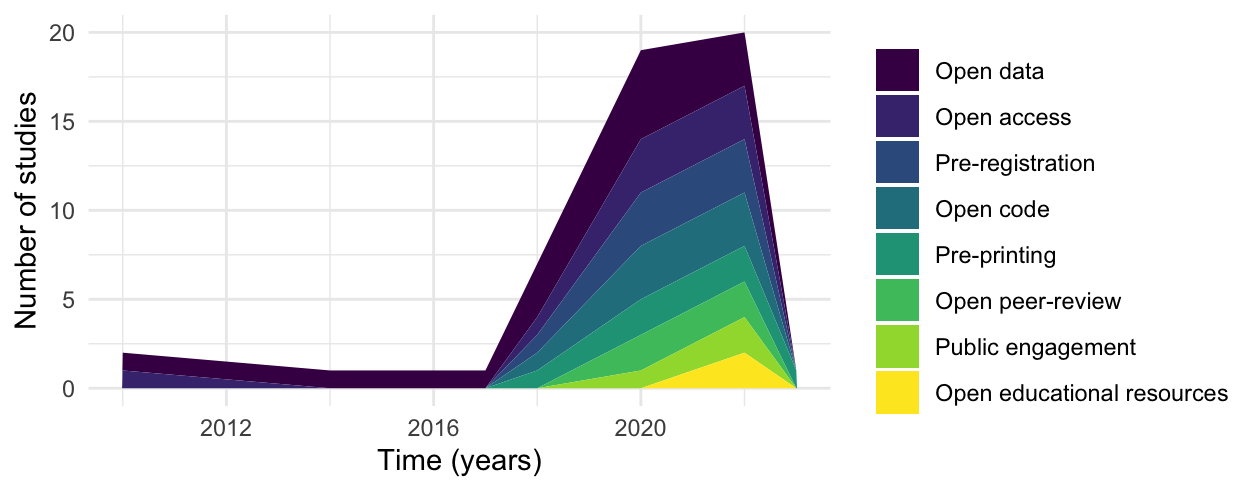 20
15
10
5
0
Number of studies
2012
2016
2020
Time (years)
Open data
Open access
Pre-registration
Open code
Pre-printing
Open peer-review
Public engagement
Open educational resources